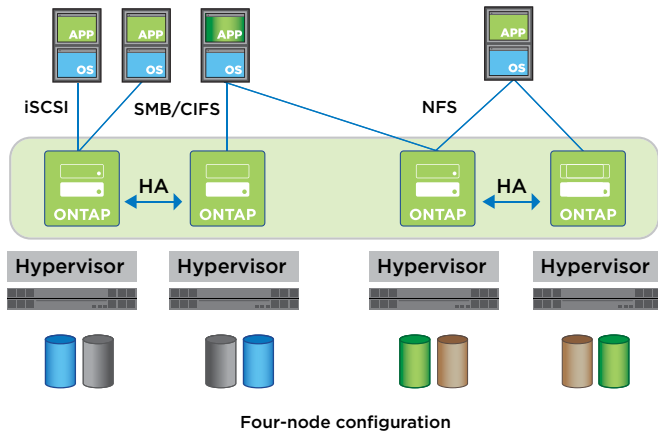 APP APP APP APP
OS OS OS OS
iSCSI SMB/CIFS NFS
HA HA
ONTAP ONTAP ONTAP ONTAP
Hypervisor Hypervisor Hypervisor Hypervisor
Four-node configuration